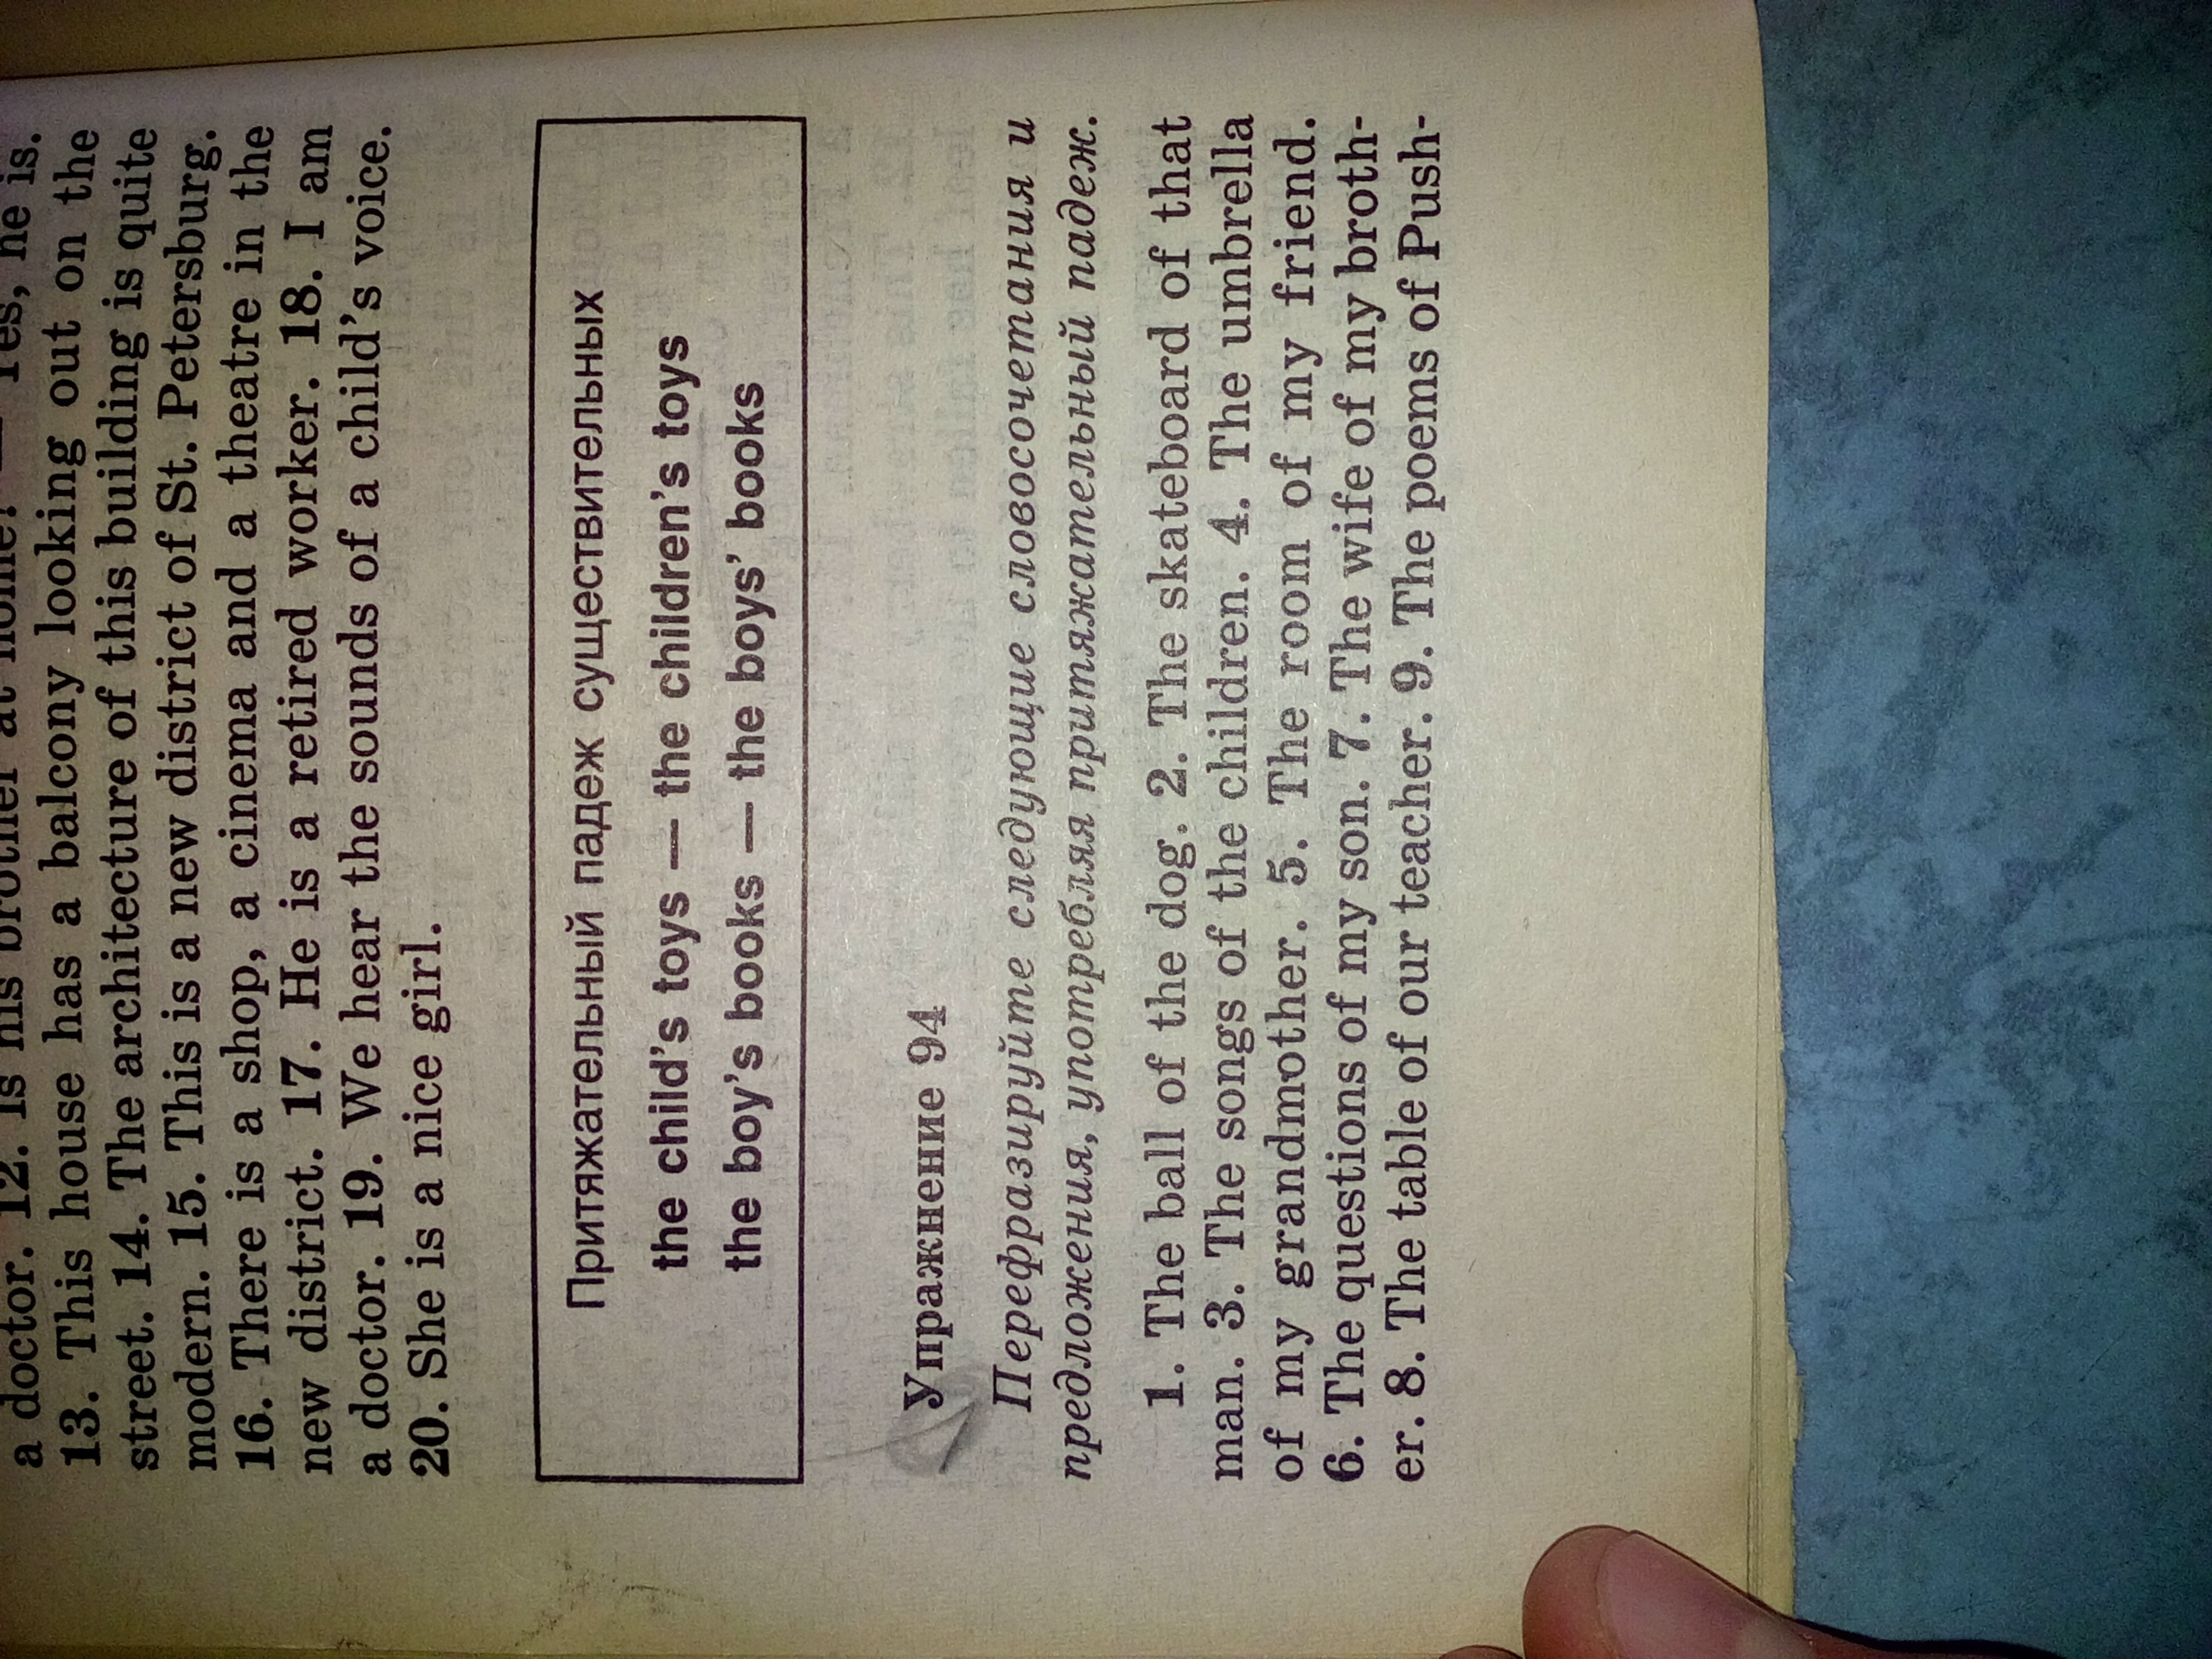 a doctor. 12. Is his brother at home? — Yes, he is.
13. This house has a balcony looking out on the
street. 14. The architecture of this building is quite
modern. 15. This is a new district of St. Petersburg.
16. There is a shop, a cinema and a theatre in the
new district. 17. He is a retired worker. 18. I am
a doctor. 19. We hear the sounds of a child's voice.
20. She is a nice girl.
Притяжательный падеж существительных
the child's toys — the children's toys
the boy's books — the boys' books
Упражнение 94
Перефразируйте следующие словосочетания и
предложения, употребляя притяжательный падеж.
1. The ball of the dog. 2. The skateboard of that
man. 3. The songs of the children. 4. The umbrella
of my grandmother. 5. The room of my friend.
6. The questions of my son. 7. The wife of my broth-
er. 8. The table of our teacher. 9. The poems of Push-